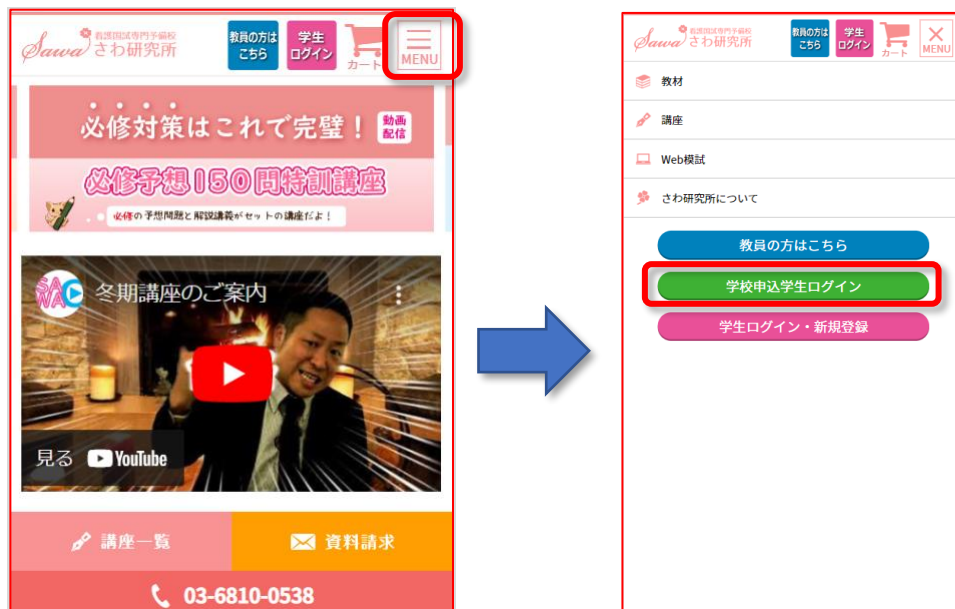 Sawa
看護国試専門予備校
さわ研究所
教員の方は
こちら
学生
ログイン
カート
MENU
必修対策はこれで完璧!
動画
配信
必修予想150問特訓講座
必修の予想問題と解説講義がセットの講座だよ!
SAWA
冬期講座のご案内
見る YouTube
講座一覧
資料請求
03-6810-0538
Sawa
看護国試専門予備校
さわ研究所
教員の方は
こちら
学生
ログイン
カート
MENU
教材
講座
Web模試
さわ研究所について
教員の方はこちら
学校申込学生ログイン
学生ログイン・新規登録